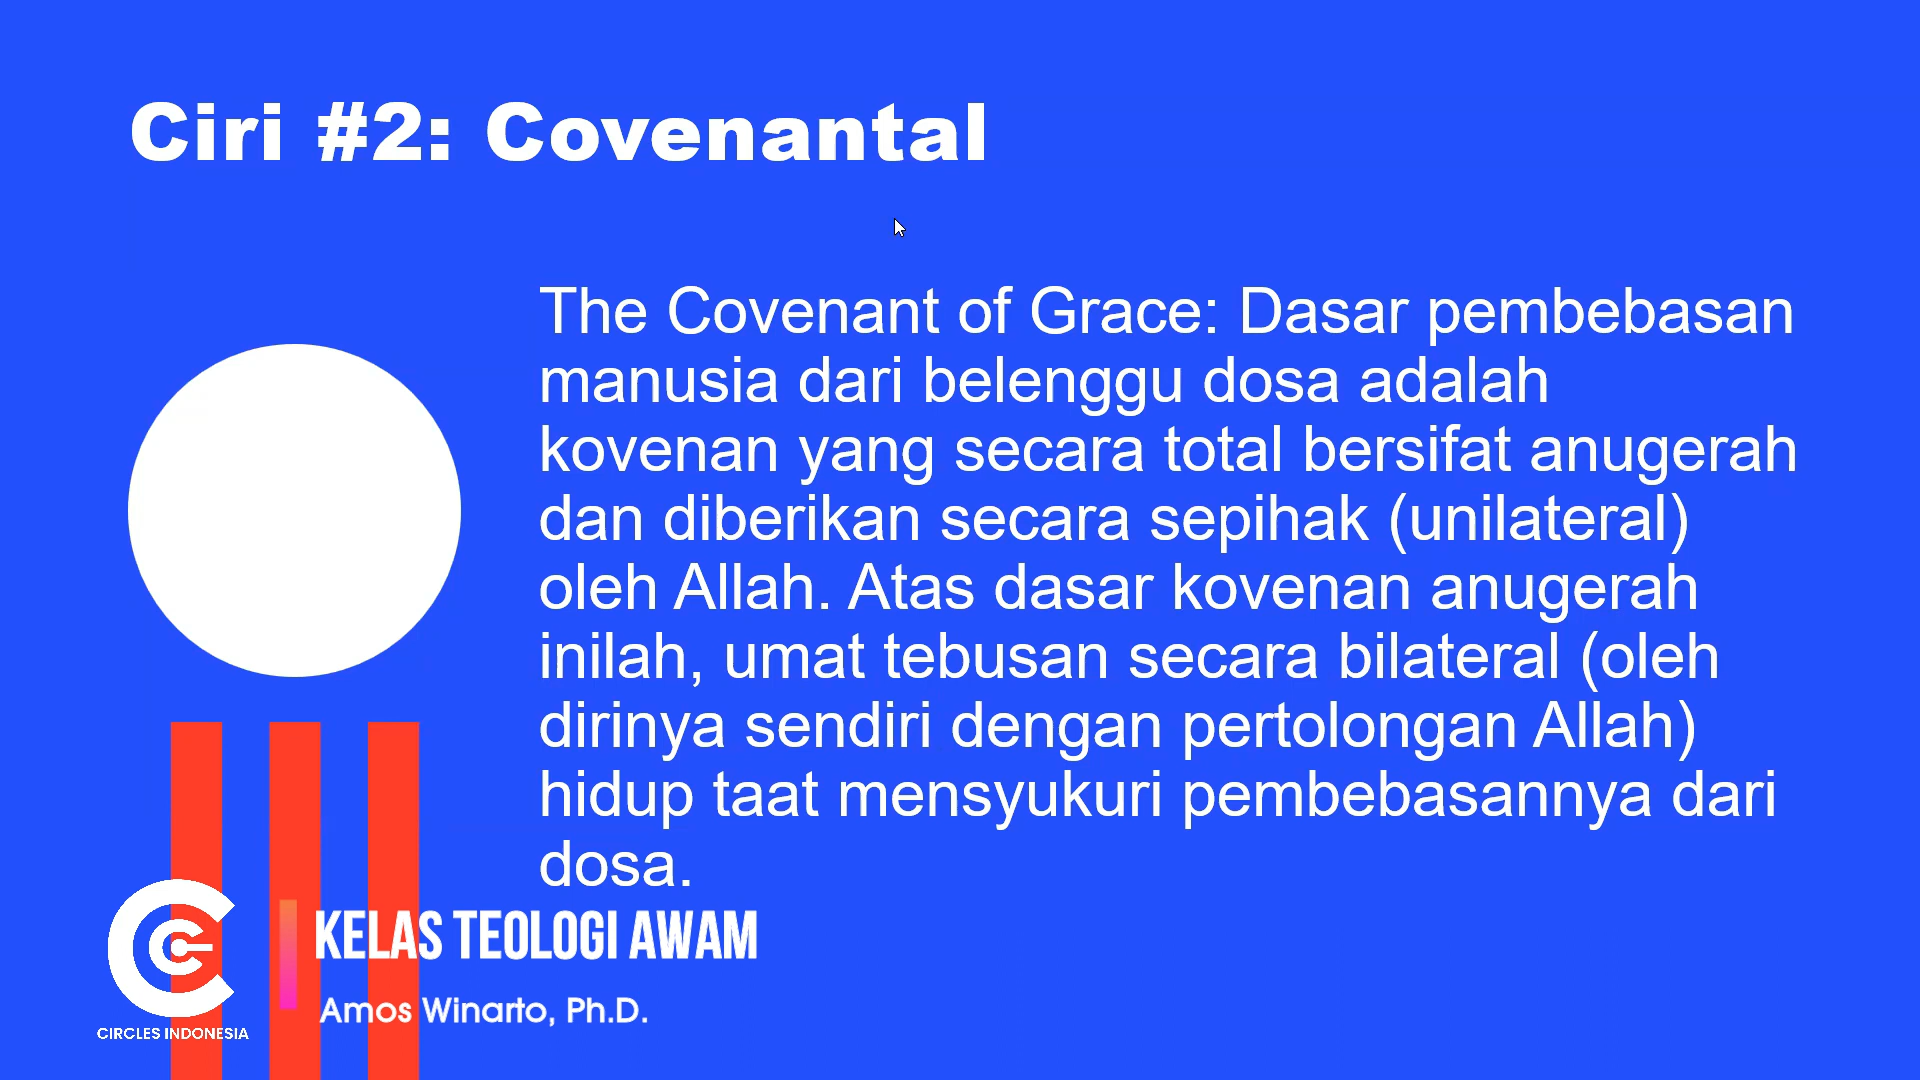 Ciri #2: Covenantal
The Covenant of Grace: Dasar pembebasan
manusia dari belenggu dosa adalah
kovenan yang secara total bersifat anugerah
dan diberikan secara sepihak (unilateral)
oleh Allah. Atas dasar kovenan anugerah
inilah, umat tebusan secara bilateral (oleh
dirinya sendiri dengan pertolongan Allah)
hidup taat mensyukuri pembebasannya dari
dosa.
KELAS TEOLOGI AWAM
Amos Winarto, Ph.D.
CIRCLES INDONESIA